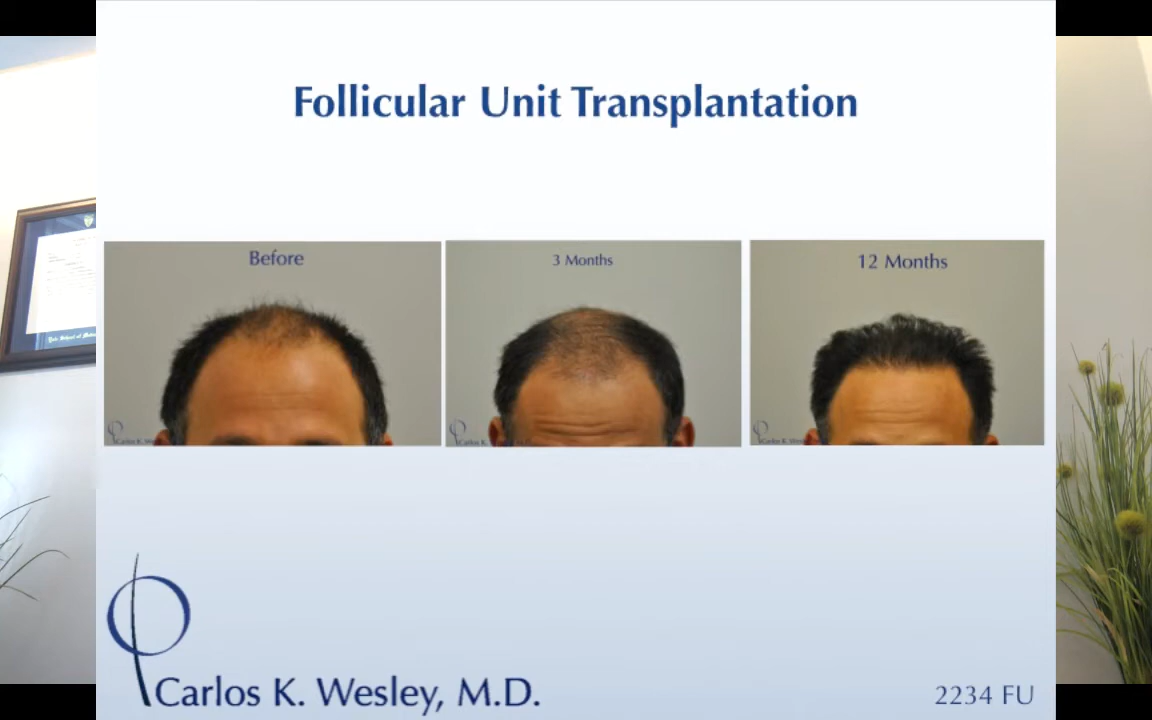 Follicular Unit Transplantation
Before
3 Months
12 Months
Carlos K. Wesley, M.D.
2234 FU